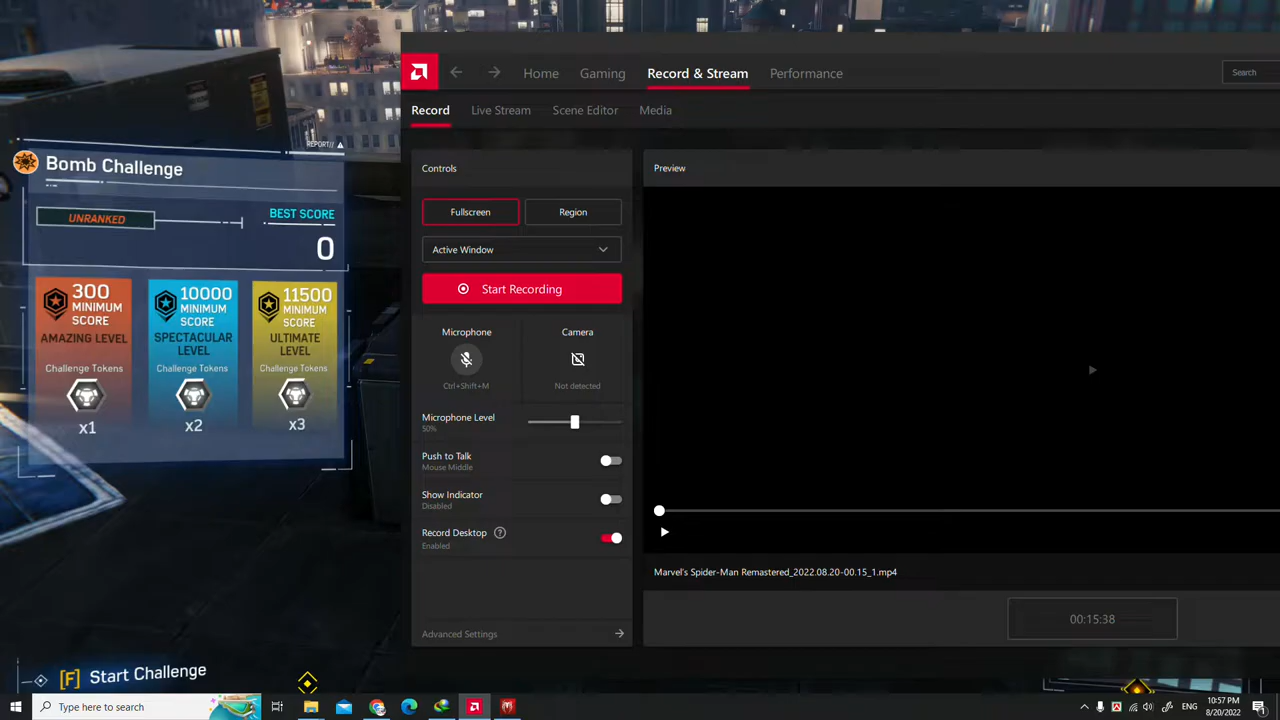 Home
Gaming
Record & Stream
Performance
Search
Record
Live Stream
Scene Editor
Media
REPORT//
Bomb Challenge
UNRANKED
BEST SCORE
0
300
MINIMUM
SCORE
AMAZING LEVEL
Challenge Tokens
x1
10000
MINIMUM
SCORE
SPECTACULAR
LEVEL
Challenge Tokens
x2
11500
MINIMUM
SCORE
ULTIMATE
LEVEL
Challenge Tokens
x3
[F] Start Challenge
Controls
Fullscreen
Region
Active Window
Start Recording
Microphone
Ctrl+Shift+M
Camera
Not detected
Microphone Level
50%
Push to Talk
Mouse Middle
Show Indicator
Disabled
Record Desktop ?
Enabled
Advanced Settings
Preview
Marvel's Spider-Man Remastered_2022.08.20-00.15_1.mp4
00:15:38
Type here to search
10:57 PM
8/20/2022